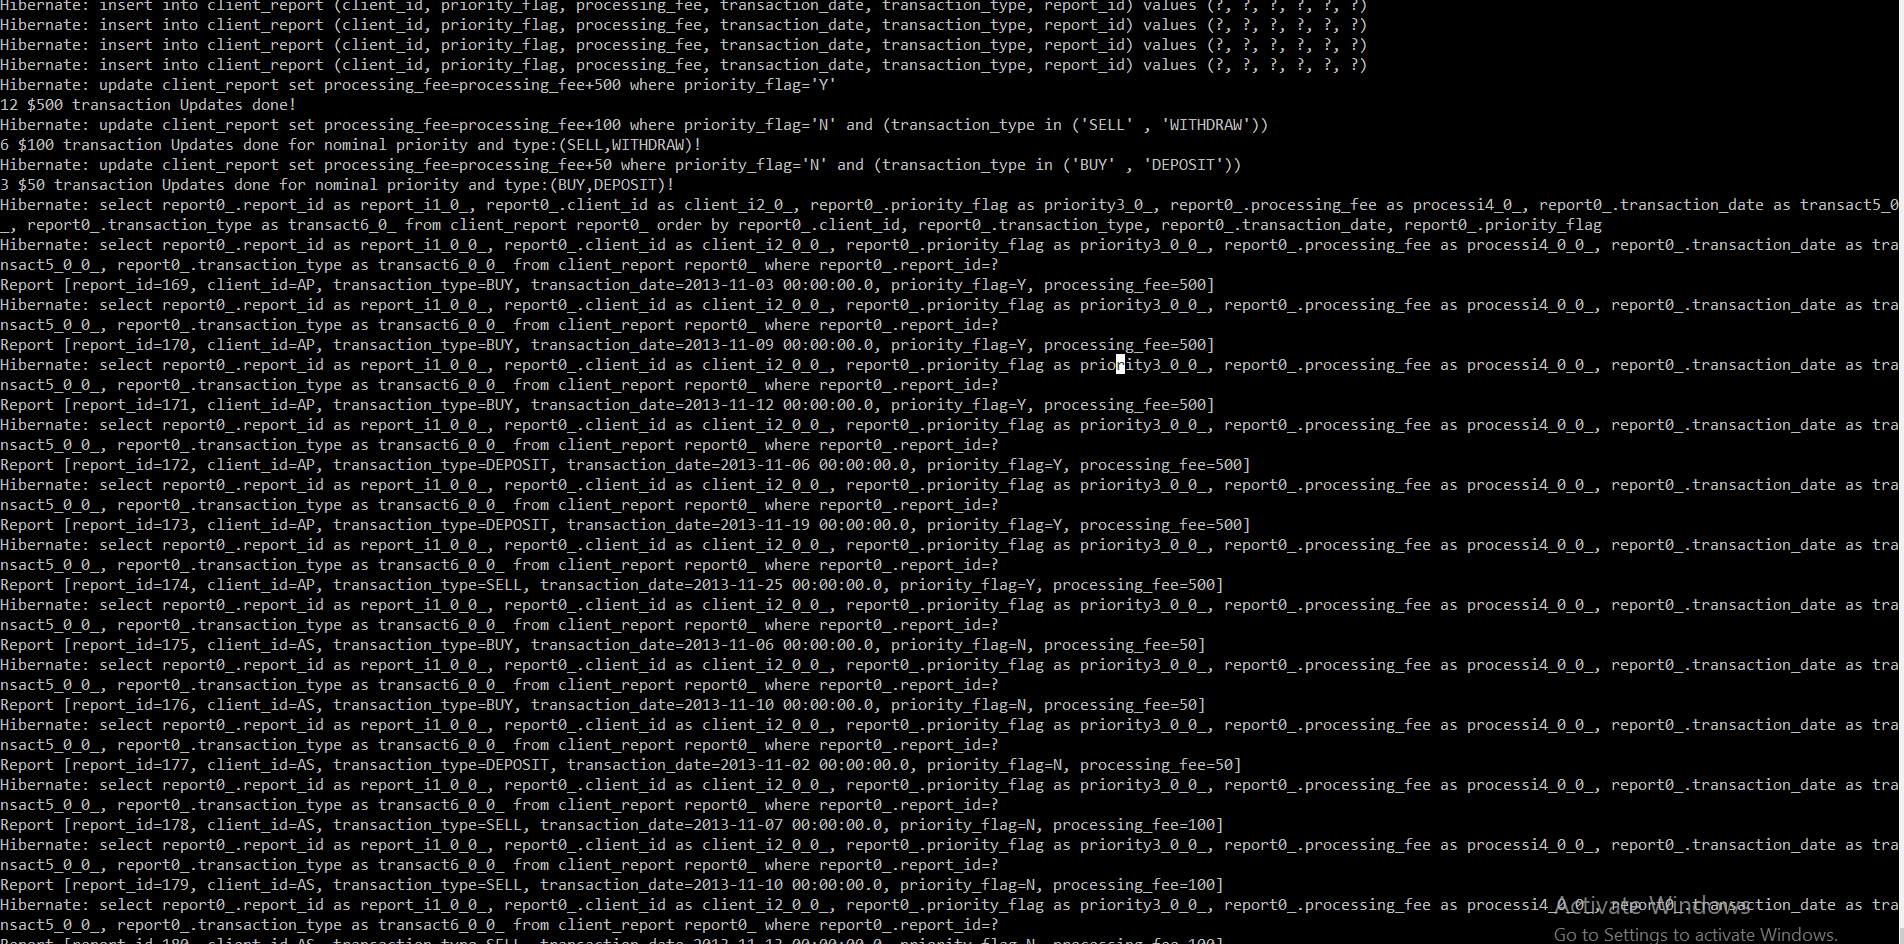 Hibernate: insert into client_report (client_id, priority_flag, processing_fee, transaction_date, transaction_type, report_id) values (?, ?, ?, ?, ?, ?)
Hibernate: insert into client_report (client_id, priority_flag, processing_fee, transaction_date, transaction_type, report_id) values (?, ?, ?, ?, ?, ?)
Hibernate: insert into client_report (client_id, priority_flag, processing_fee, transaction_date, transaction_type, report_id) values (?, ?, ?, ?, ?, ?)
Hibernate: insert into client_report (client_id, priority_flag, processing_fee, transaction_date, transaction_type, report_id) values (?, ?, ?, ?, ?, ?)
Hibernate: update client_report set processing_fee=processing_fee+500 where priority_flag='Y'
12 $500 transaction Updates done!
Hibernate: update client_report set processing_fee=processing_fee+100 where priority_flag='N' and (transaction_type in ('SELL' , 'WITHDRAW'))
6 $100 transaction Updates done for nominal priority and type:(SELL,WITHDRAW)!
Hibernate: update client_report set processing_fee=processing_fee+50 where priority_flag='N' and (transaction_type in ('BUY' , 'DEPOSIT'))
3 $50 transaction Updates done for nominal priority and type:(BUY,DEPOSIT)!
Hibernate: select report0_.report_id as report_i1_0_, report0_.client_id as client_i2_0_, report0_.priority_flag as priority3_0_, report0_.processing_fee as processi4_0_, report0_.transaction_date as transact5_0
_, report0_.transaction_type as transact6_0_ from client_report report0_ order by report0_.client_id, report0_.transaction_type, report0_.transaction_date, report0_.priority_flag
Hibernate: select report0_.report_id as report_i1_0_0_, report0_.client_id as client_i2_0_0_, report0_.priority_flag as priority3_0_0_, report0_.processing_fee as processi4_0_0_, report0_.transaction_date as tra
nsact5_0_0_, report0_.transaction_type as transact6_0_0_ from client_report report0_ where report0_.report_id=?
Report [report_id=169, client_id=AP, transaction_type=BUY, transaction_date=2013-11-03 00:00:00.0, priority_flag=Y, processing_fee=500]
Hibernate: select report0_.report_id as report_i1_0_0_, report0_.client_id as client_i2_0_0_, report0_.priority_flag as priority3_0_0_, report0_.processing_fee as processi4_0_0_, report0_.transaction_date as tra
nsact5_0_0_, report0_.transaction_type as transact6_0_0_ from client_report report0_ where report0_.report_id=?
Report [report_id=170, client_id=AP, transaction_type=BUY, transaction_date=2013-11-09 00:00:00.0, priority_flag=Y, processing_fee=500]
Hibernate: select report0_.report_id as report_i1_0_0_, report0_.client_id as client_i2_0_0_, report0_.priority_flag as priority3_0_0_, report0_.processing_fee as processi4_0_0_, report0_.transaction_date as tra
nsact5_0_0_, report0_.transaction_type as transact6_0_0_ from client_report report0_ where report0_.report_id=?
Report [report_id=171, client_id=AP, transaction_type=BUY, transaction_date=2013-11-12 00:00:00.0, priority_flag=Y, processing_fee=500]
Hibernate: select report0_.report_id as report_i1_0_0_, report0_.client_id as client_i2_0_0_, report0_.priority_flag as priority3_0_0_, report0_.processing_fee as processi4_0_0_, report0_.transaction_date as tra
nsact5_0_0_, report0_.transaction_type as transact6_0_0_ from client_report report0_ where report0_.report_id=?
Report [report_id=172, client_id=AP, transaction_type=DEPOSIT, transaction_date=2013-11-06 00:00:00.0, priority_flag=Y, processing_fee=500]
Hibernate: select report0_.report_id as report_i1_0_0_, report0_.client_id as client_i2_0_0_, report0_.priority_flag as priority3_0_0_, report0_.processing_fee as processi4_0_0_, report0_.transaction_date as tra
nsact5_0_0_, report0_.transaction_type as transact6_0_0_ from client_report report0_ where report0_.report_id=?
Report [report_id=173, client_id=AP, transaction_type=DEPOSIT, transaction_date=2013-11-19 00:00:00.0, priority_flag=Y, processing_fee=500]
Hibernate: select report0_.report_id as report_i1_0_0_, report0_.client_id as client_i2_0_0_, report0_.priority_flag as priority3_0_0_, report0_.processing_fee as processi4_0_0_, report0_.transaction_date as tra
nsact5_0_0_, report0_.transaction_type as transact6_0_0_ from client_report report0_ where report0_.report_id=?
Report [report_id=174, client_id=AP, transaction_type=SELL, transaction_date=2013-11-25 00:00:00.0, priority_flag=Y, processing_fee=500]
Hibernate: select report0_.report_id as report_i1_0_0_, report0_.client_id as client_i2_0_0_, report0_.priority_flag as priority3_0_0_, report0_.processing_fee as processi4_0_0_, report0_.transaction_date as tra
nsact5_0_0_, report0_.transaction_type as transact6_0_0_ from client_report report0_ where report0_.report_id=?
Report [report_id=175, client_id=AS, transaction_type=BUY, transaction_date=2013-11-06 00:00:00.0, priority_flag=N, processing_fee=50]
Hibernate: select report0_.report_id as report_i1_0_0_, report0_.client_id as client_i2_0_0_, report0_.priority_flag as priority3_0_0_, report0_.processing_fee as processi4_0_0_, report0_.transaction_date as tra
nsact5_0_0_, report0_.transaction_type as transact6_0_0_ from client_report report0_ where report0_.report_id=?
Report [report_id=176, client_id=AS, transaction_type=BUY, transaction_date=2013-11-10 00:00:00.0, priority_flag=N, processing_fee=50]
Hibernate: select report0_.report_id as report_i1_0_0_, report0_.client_id as client_i2_0_0_, report0_.priority_flag as priority3_0_0_, report0_.processing_fee as processi4_0_0_, report0_.transaction_date as tra
nsact5_0_0_, report0_.transaction_type as transact6_0_0_ from client_report report0_ where report0_.report_id=?
Report [report_id=177, client_id=AS, transaction_type=DEPOSIT, transaction_date=2013-11-02 00:00:00.0, priority_flag=N, processing_fee=50]
Hibernate: select report0_.report_id as report_i1_0_0_, report0_.client_id as client_i2_0_0_, report0_.priority_flag as priority3_0_0_, report0_.processing_fee as processi4_0_0_, report0_.transaction_date as tra
nsact5_0_0_, report0_.transaction_type as transact6_0_0_ from client_report report0_ where report0_.report_id=?
Report [report_id=178, client_id=AS, transaction_type=SELL, transaction_date=2013-11-07 00:00:00.0, priority_flag=N, processing_fee=100]
Hibernate: select report0_.report_id as report_i1_0_0_, report0_.client_id as client_i2_0_0_, report0_.priority_flag as priority3_0_0_, report0_.processing_fee as processi4_0_0_, report0_.transaction_date as tra
nsact5_0_0_, report0_.transaction_type as transact6_0_0_ from client_report report0_ where report0_.report_id=?
Report [report_id=179, client_id=AS, transaction_type=SELL, transaction_date=2013-11-10 00:00:00.0, priority_flag=N, processing_fee=100]
Hibernate: select report0_.report_id as report_i1_0_0_, report0_.client_id as client_i2_0_0_, report0_.priority_flag as priority3_0_0_, report0_.processing_fee as processi4_0_0_, report0_.transaction_date as tra
nsact5_0_0_, report0_.transaction_type as transact6_0_0_ from client_report report0_ where report0_.report_id=?
Activate Windows
Go to Settings to activate Windows.